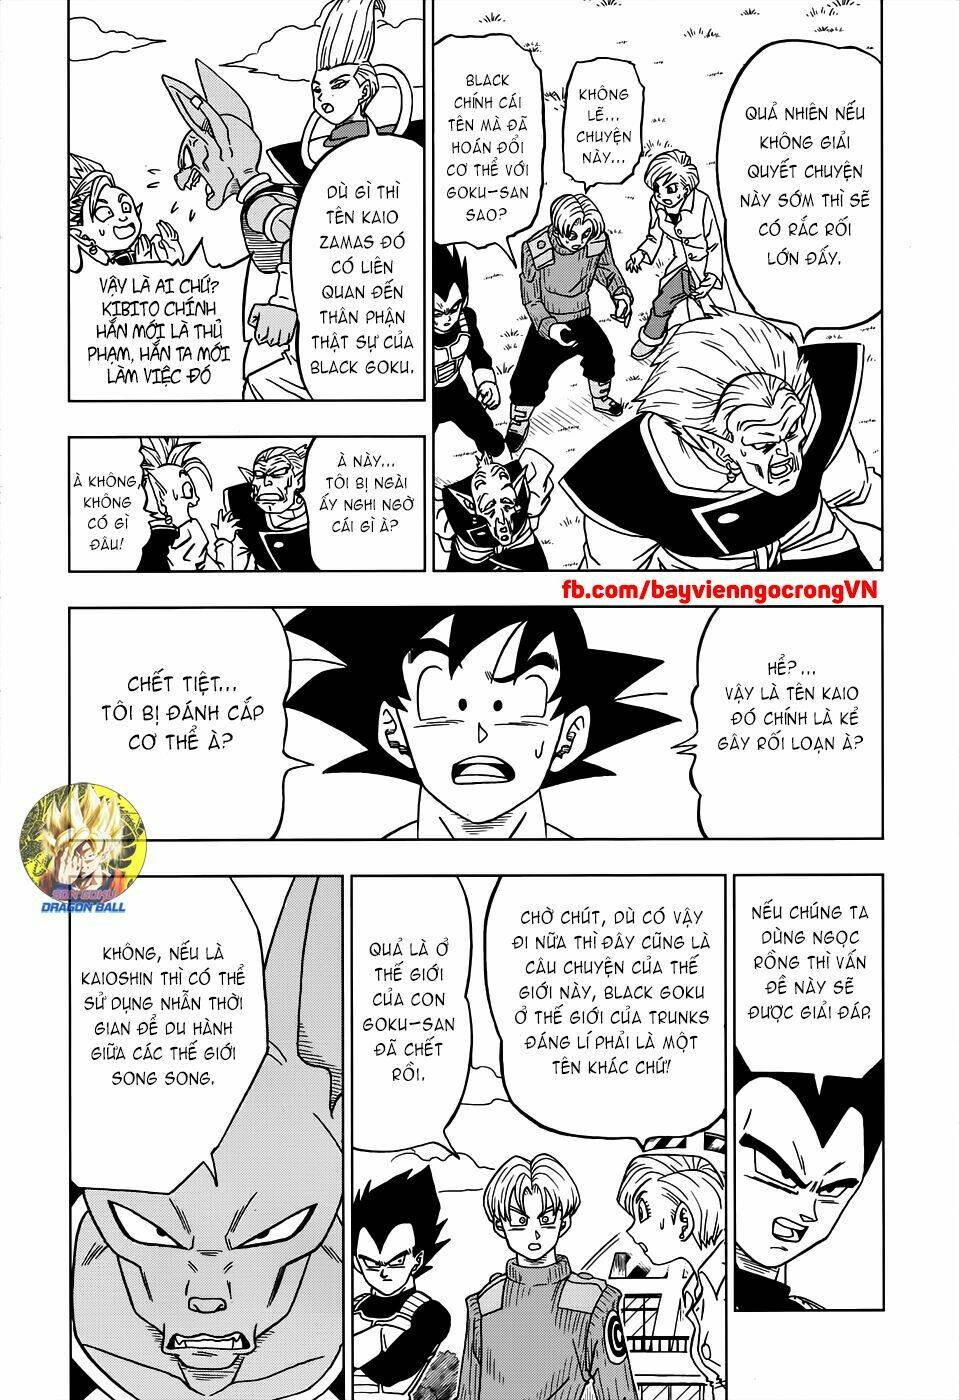 QUẢ NHIÊN NẾU
KHÔNG GIẢI
QUYẾT CHUYỆN
NÀY SỚM THÌ SẼ
CÓ RẮC RỐI
LỚN ĐẤY.
KHÔNG
LẼ...
CHUYỆN
NÀY...
BLACK
CHÍNH CÁI
TÊN MÀ ĐÃ
HOÁN ĐỔI
CƠ THỂ VỚI
GOKU-SAN
SAO?
DÙ GÌ THÌ
TÊN KAIO
ZAMAS ĐÓ
CÓ LIÊN
QUAN ĐẾN
THÂN PHẬN
THẬT SỰ CỦA
BLACK GOKU.
VẬY LÀ AI CHỨ?
KIBITO CHÍNH
HẮN MỚI LÀ THỦ
PHẠM, HẮN TA MỚI
LÀM VIỆC ĐÓ
À NÀY...
TÔI BỊ NGÀI
ẤY NGHI NGỜ
CÁI GÌ À?
À KHÔNG,
KHÔNG
CÓ GÌ
ĐÂU!
fb.com/bayvienngocrongVN
HỂ?...
VẬY LÀ TÊN KAIO
ĐÓ CHÍNH LÀ KẺ
GÂY RỐI LOẠN À?
CHẾT TIỆT...
TÔI BỊ ĐÁNH CẮP
CƠ THỂ À?
SON GOKU
DRAGON BALL
NẾU CHÚNG TA
DÙNG NGỌC
RỒNG THÌ VẤN
ĐỀ NÀY SẼ
ĐƯỢC GIẢI ĐÁP.
CHỜ CHÚT, DÙ CÓ VẬY
ĐI NỮA THÌ ĐÂY CŨNG LÀ
CÂU CHUYỆN CỦA THẾ
GIỚI NÀY, BLACK GOKU
Ở THẾ GIỚI CỦA TRUNKS
ĐÁNG LÍ PHẢI LÀ MỘT
TÊN KHÁC CHỨ!
QUẢ LÀ Ở
THẾ GIỚI
CỦA CON
GOKU-SAN
ĐÃ CHẾT
RỒI.
KHÔNG, NẾU LÀ
KAIOSHIN THÌ CÓ THỂ
SỬ DỤNG NHẪN THỜI
GIAN ĐỂ DU HÀNH
GIỮA CÁC THẾ GIỚI
SONG SONG.